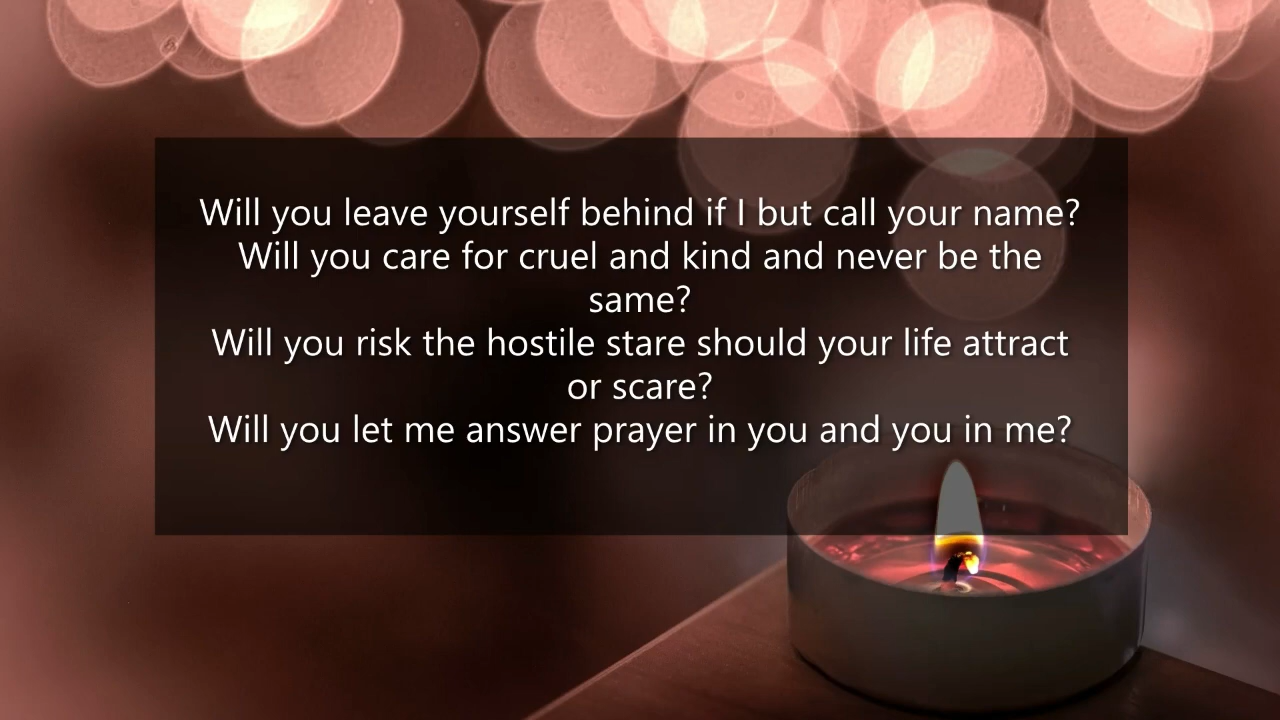 Will you leave yourself behind if I but call your name?
Will you care for cruel and kind and never be the
same?
Will you risk the hostile stare should your life attract
or scare?
Will you let me answer prayer in you and you in me?